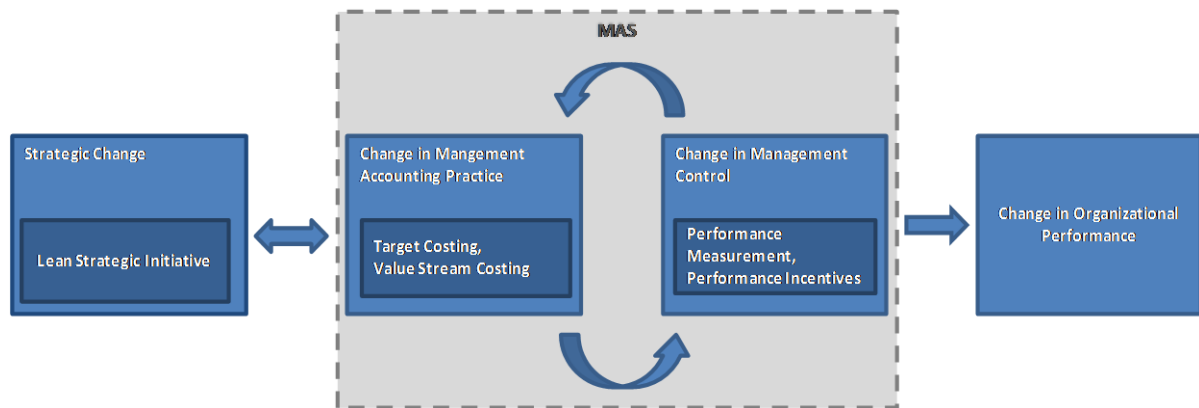 MAS
Strategic Change
Lean Strategic Initiative
Change in Mangement
Accounting Practice
Target Costing,
Value Stream Costing
Change in Management
Control
Performance
Measurement,
Performance Incentives
Change in Organizational
Performance